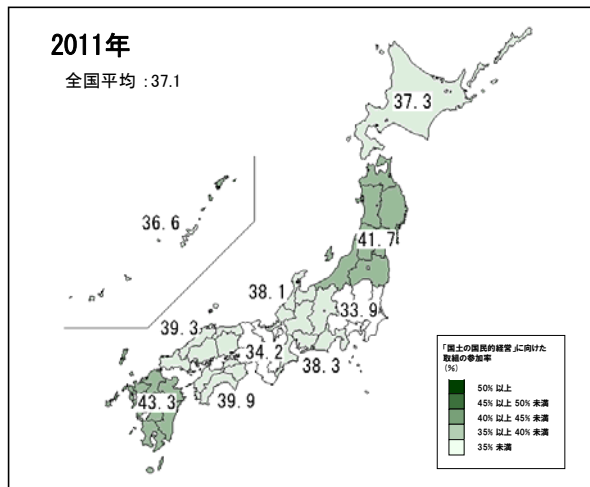 2011年
全国平均 :37.1
37.3
36.6
41.7
38.1
33.9
39.3
34.2
38.3
43.3
39.9
「国土の国民的経営」に向けた
取組の参加率
(%)
50% 以上
45% 以上 50% 未満
40% 以上 45% 未満
35% 以上 40% 未満
35% 未満